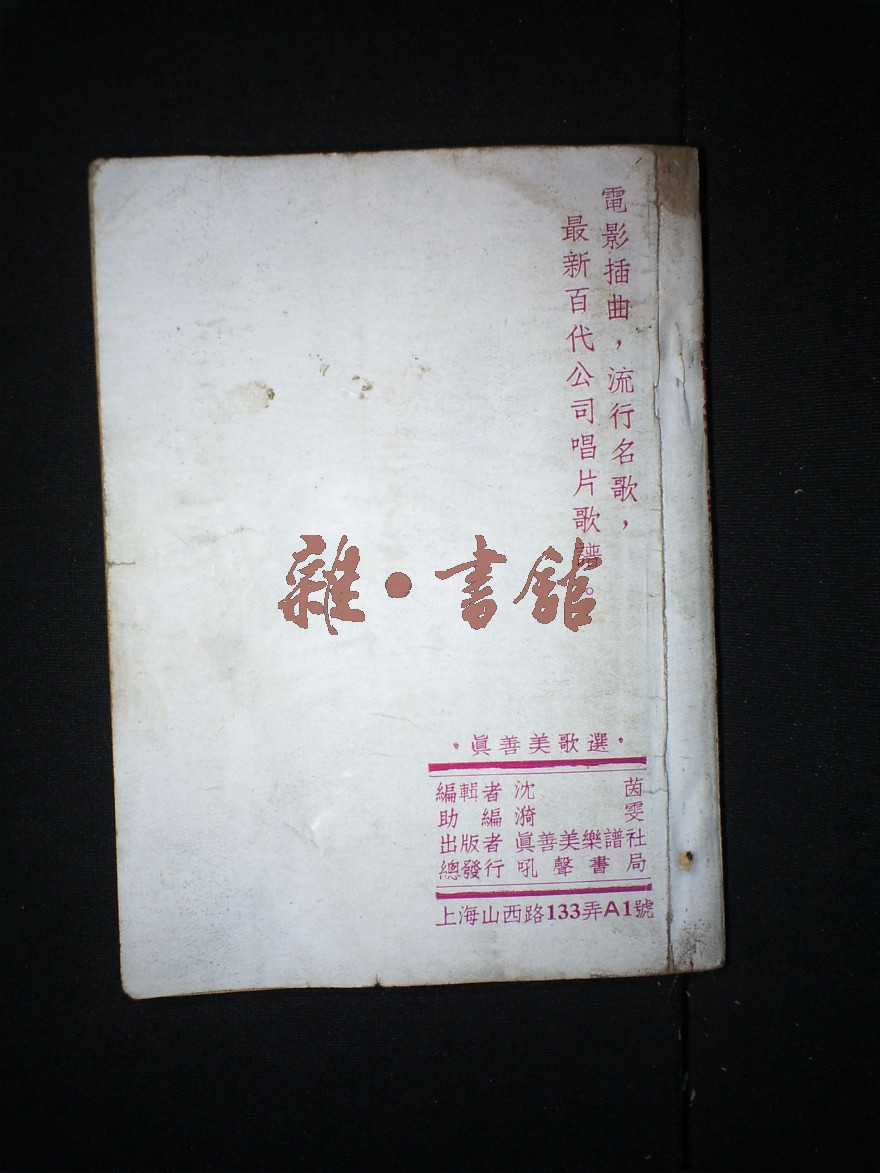 電影插曲，流行名歌，
最新百代公司唱片歌譜。
雜•書館
•眞善美歌選•
編輯者 沈 茵
助 編 漪 雯
出版者 眞善美樂譜社
總發行 吼聲書局
上海山西路133弄A1號